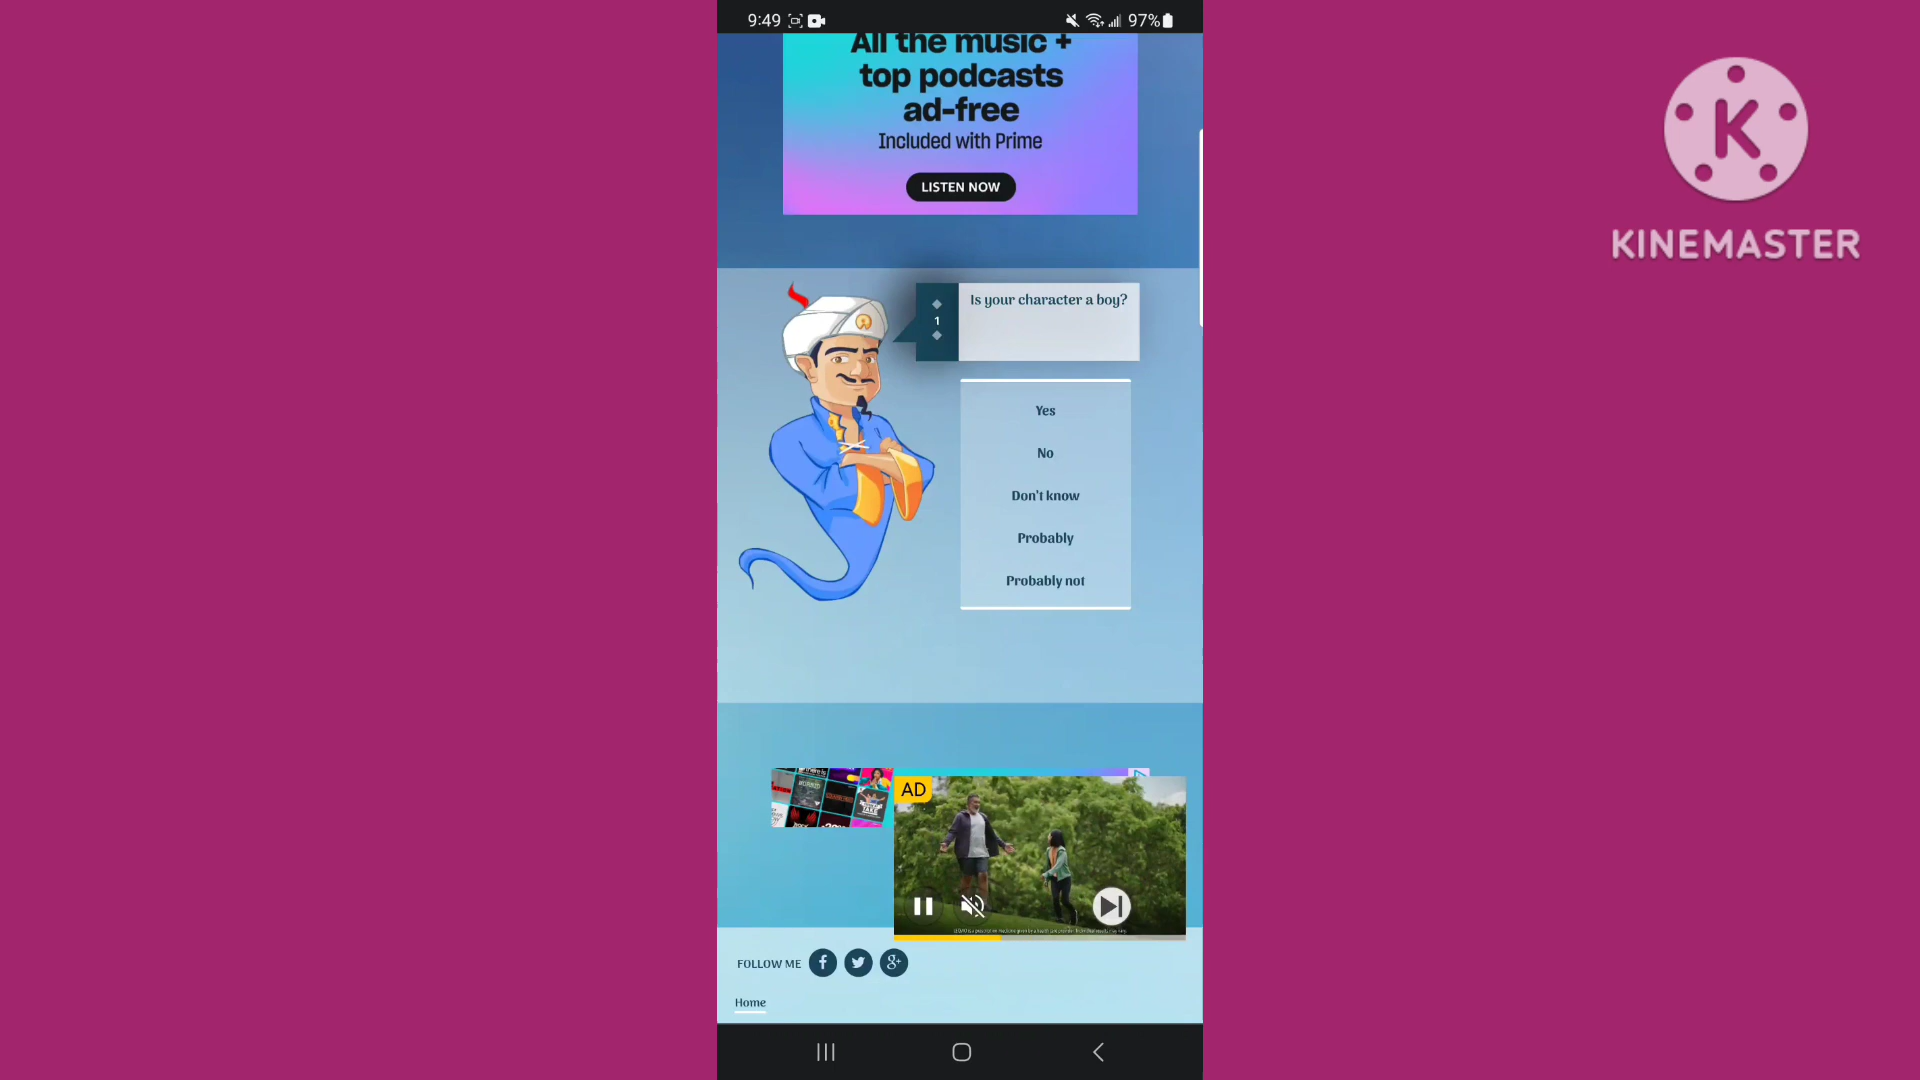 9:49
97%
All the music +
top podcasts
ad-free
Included with Prime
LISTEN NOW
KINEMASTER
1
Is your character a boy?
Yes
No
Don't know
Probably
Probably not
AD
FOLLOW ME
Home